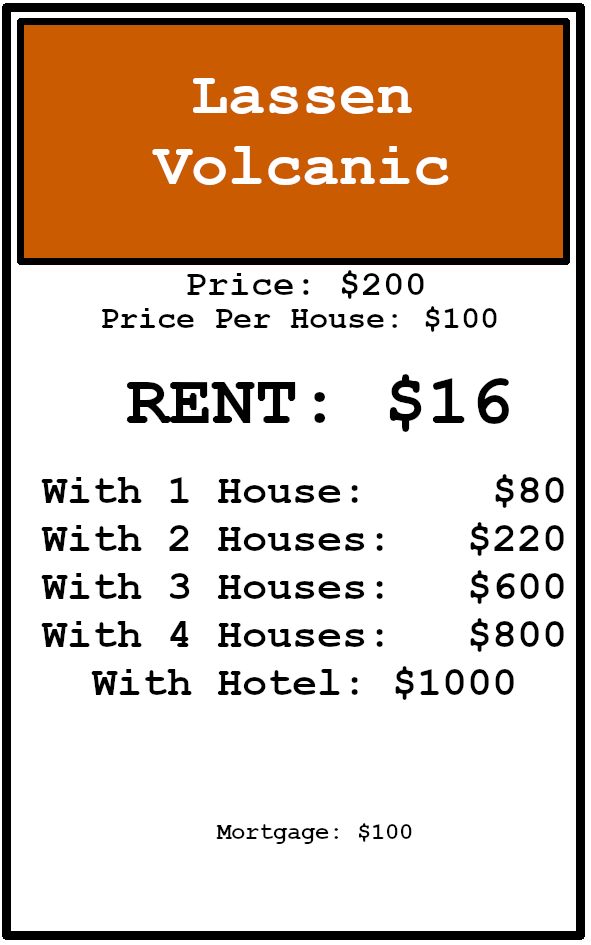 Lassen
Volcanic
Price: $200
Price Per House: $100
RENT: $16
With 1 House: $80
With 2 Houses: $220
With 3 Houses: $600
With 4 Houses: $800
With Hotel: $1000
Mortgage: $100